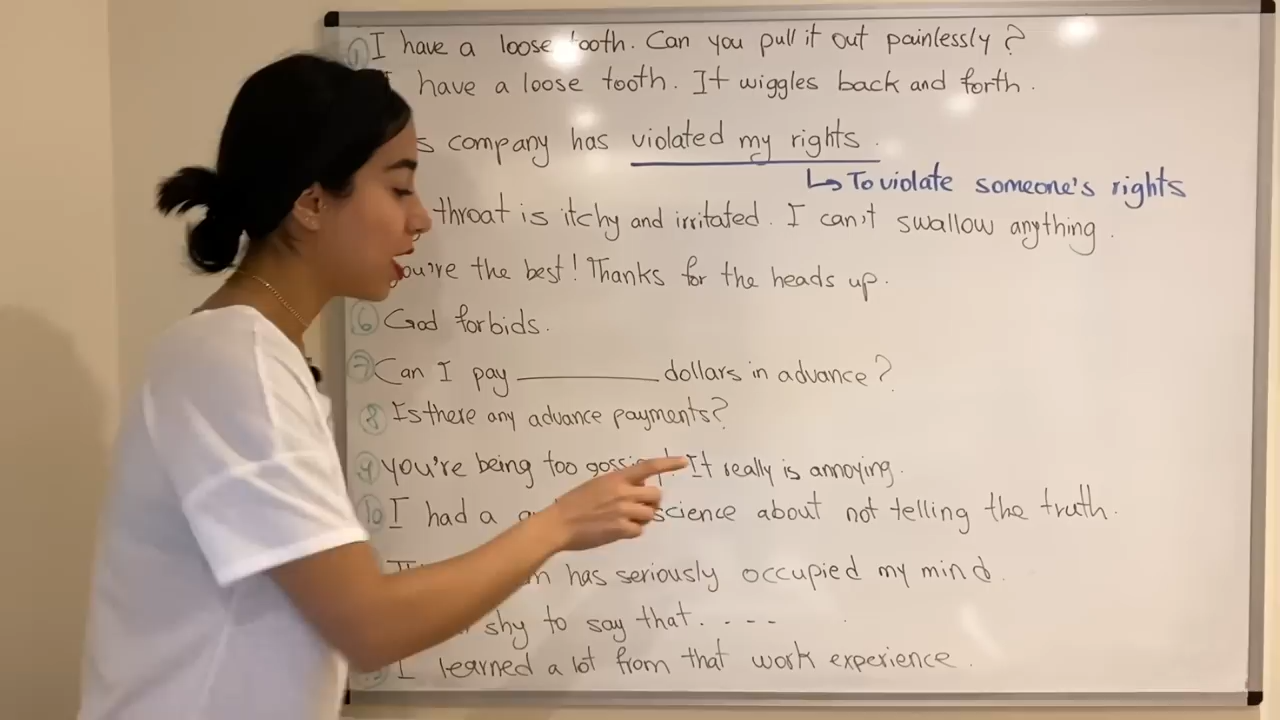 ① I have a loose tooth. Can you pull it out painlessly?
have a loose tooth. It wiggles back and forth.
company has violated my rights.
↳ To violate someone's rights
throat is itchy and irritated. I can't swallow anything.
you're the best! Thanks for the heads up.
⑥ God forbids.
⑦ Can I pay ________ dollars in advance?
⑧ Is there any advance payments?
⑨ you're being too It really is annoying.
⑩ I had a about not telling the truth.
has seriously occupied my mind.
shy to say that. . - - -
I learned a lot from that work experience.